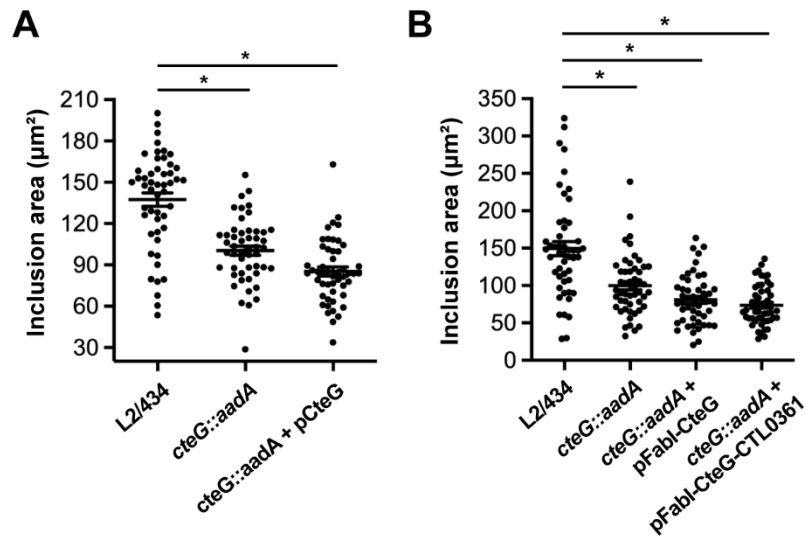 A
Inclusion area (µm²)
210
180
150
120
90
60
30
*
*
L2/434
cteG::aadA
cteG::aadA + pCteG
B
Inclusion area (µm²)
350
300
250
200
150
100
50
0
*
*
*
L2/434
cteG::aadA
cteG::aadA +
pFabI-CteG
cteG::aadA +
pFabI-CteG-CTL0361